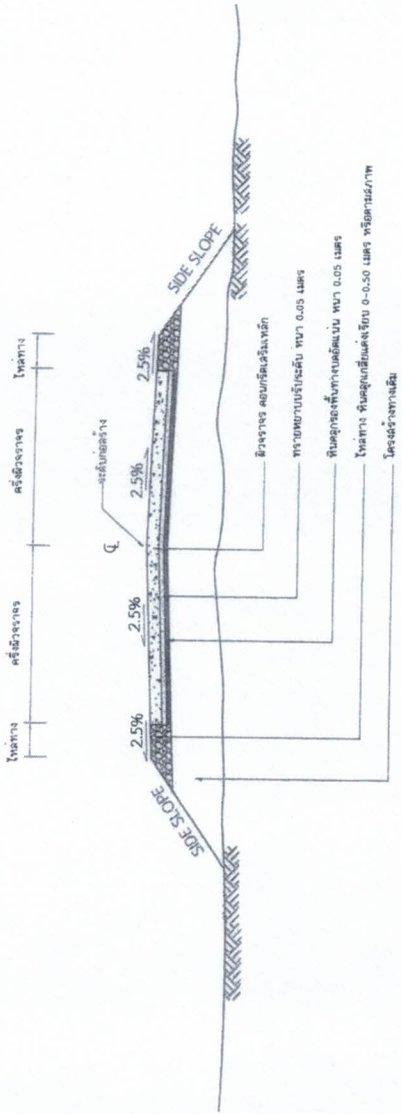 ไหล่ทาง
ครึ่งผิวจราจร
ครึ่งผิวจราจร
ไหล่ทาง
ระดับก่อสร้าง
2.5%
2.5%
2.5%
2.5%
SIDE SLOPE
SIDE SLOPE
ผิวจราจร คอนกรีตเสริมเหล็ก
ทรายหยาบปรับระดับ หนา 0.05 เมตร
หินคลุกรองพื้นทางบดอัดแน่น หนา 0.05 เมตร
ไหล่ทาง หินคลุกเกลี่ยแต่งเรียบ 0-0.50 เมตร หรือตามสภาพ
โครงสร้างทางเดิม